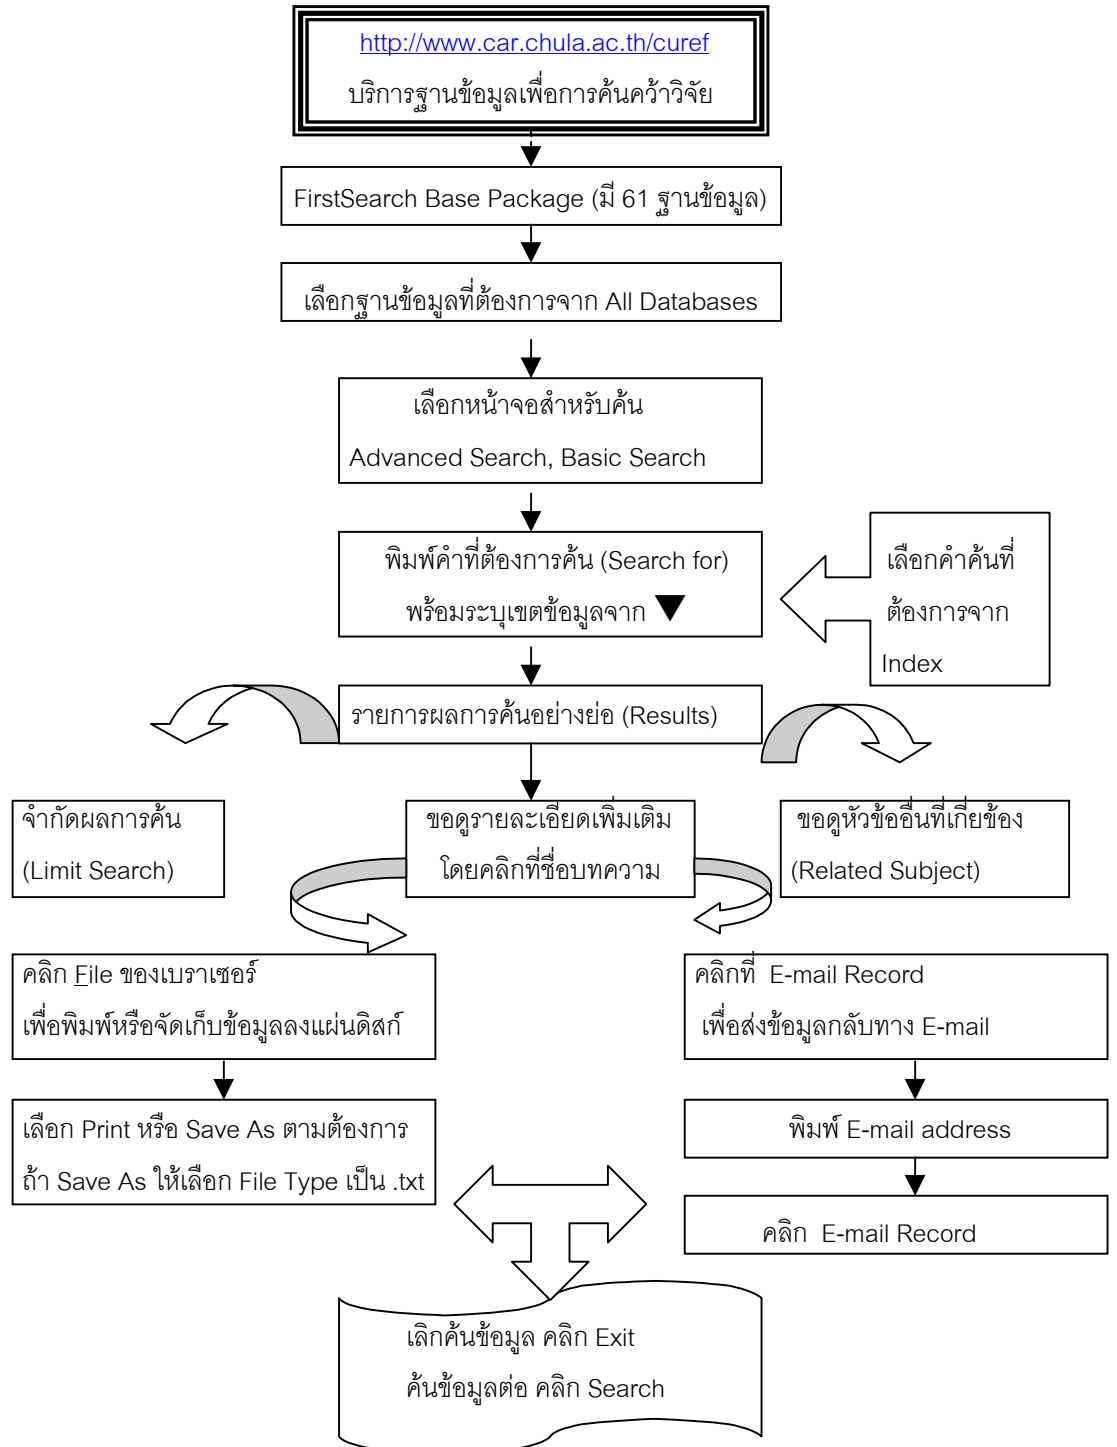 http://www.car.chula.ac.th/curef
บริการฐานข้อมูลเพื่อการค้นคว้าวิจัย
FirstSearch Base Package (มี 61 ฐานข้อมูล)
เลือกฐานข้อมูลที่ต้องการจาก All Databases
เลือกหน้าจอสำหรับค้น
Advanced Search, Basic Search
พิมพ์คำที่ต้องการค้น (Search for)
พร้อมระบุเขตข้อมูลจาก ▼
เลือกคำค้นที่
ต้องการจาก
Index
รายการผลการค้นอย่างย่อ (Results)
จำกัดผลการค้น
(Limit Search)
ขอดูรายละเอียดเพิ่มเติม
โดยคลิกที่ชื่อบทความ
ขอดูหัวข้ออื่นที่เกี่ยข้อง
(Related Subject)
คลิก File ของเบราเซอร์
เพื่อพิมพ์หรือจัดเก็บข้อมูลลงแผ่นดิสก์
คลิกที่ E-mail Record
เพื่อส่งข้อมูลกลับทาง E-mail
เลือก Print หรือ Save As ตามต้องการ
ถ้า Save As ให้เลือก File Type เป็น .txt
พิมพ์ E-mail address
คลิก E-mail Record
เลิกค้นข้อมูล คลิก Exit
ค้นข้อมูลต่อ คลิก Search